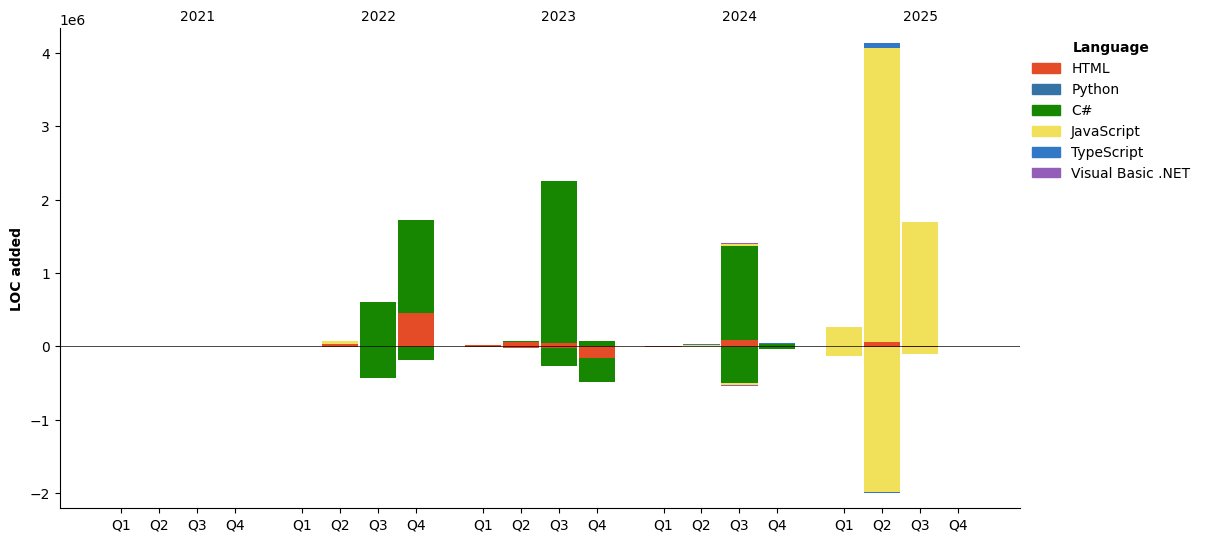 2021 2022 2023 2024 2025
1e6
Language
HTML
Python
C#
JavaScript
TypeScript
Visual Basic .NET
LOC added
4
3
2
1
0
−1
−2
Q1 Q2 Q3 Q4 Q1 Q2 Q3 Q4 Q1 Q2 Q3 Q4 Q1 Q2 Q3 Q4 Q1 Q2 Q3 Q4